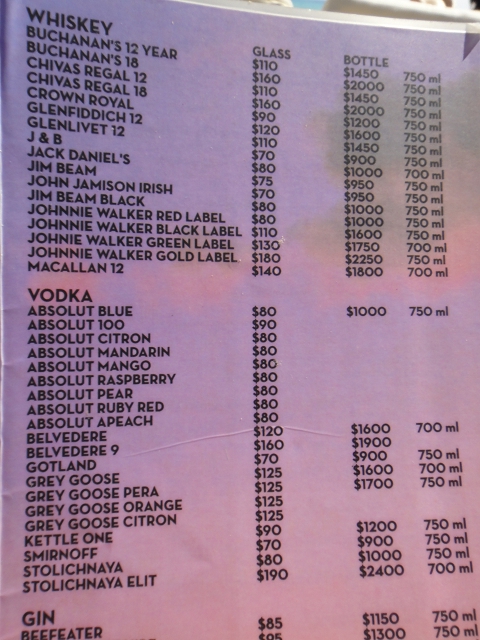 WHISKEY GLASS BOTTLE
BUCHANAN'S 12 YEAR $110 $1450 750 ml
BUCHANAN'S 18 $160 $2000 750 ml
CHIVAS REGAL 12 $110 $1450 750 ml
CHIVAS REGAL 18 $160 $2000 750 ml
CROWN ROYAL $90 $1200 750 ml
GLENFIDDICH 12 $120 $1600 750 ml
GLENLIVET 12 $110 $1450 750 ml
J & B $70 $900 750 ml
JACK DANIEL'S $80 $1000 700 ml
JIM BEAM $75 $950 750 ml
JOHN JAMISON IRISH $70 $950 750 ml
JIM BEAM BLACK $80 $1000 750 ml
JOHNNIE WALKER RED LABEL $80 $1000 750 ml
JOHNNIE WALKER BLACK LABEL $110 $1600 750 ml
JOHNIE WALKER GREEN LABEL $130 $1750 700 ml
JOHNNIE WALKER GOLD LABEL $180 $2250 750 ml
MACALLAN 12 $140 $1800 700 ml
VODKA
ABSOLUT BLUE $80 $1000 750 ml
ABSOLUT 100 $90
ABSOLUT CITRON $80
ABSOLUT MANDARIN $80
ABSOLUT MANGO $80
ABSOLUT RASPBERRY $80
ABSOLUT PEAR $80
ABSOLUT RUBY RED $80
ABSOLUT APEACH $80
BELVEDERE $120 $1600 700 ml
BELVEDERE 9 $160 $1900
GOTLAND $70 $900 750 ml
GREY GOOSE $125 $1600 700 ml
GREY GOOSE PERA $125 $1700 750 ml
GREY GOOSE ORANGE $125
GREY GOOSE CITRON $125
KETTLE ONE $90 $1200 750 ml
SMIRNOFF $70 $900 750 ml
STOLICHNAYA $80 $1000 750 ml
STOLICHNAYA ELIT $190 $2400 700 ml
GIN
BEEFEATER $85 $1150 750 ml
$95 $1300 750 ml